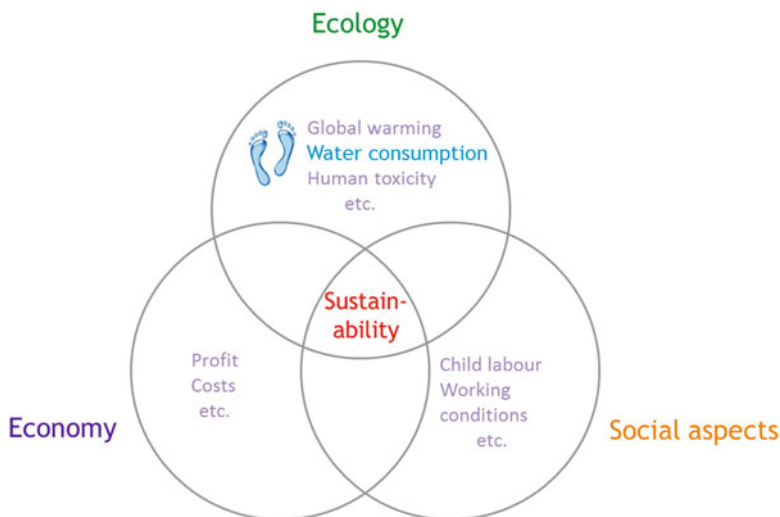 Ecology
Global warming
Water consumption
Human toxicity
etc.
Sustain-
ability
Profit
Costs
etc.
Child labour
Working
conditions
etc.
Economy
Social aspects